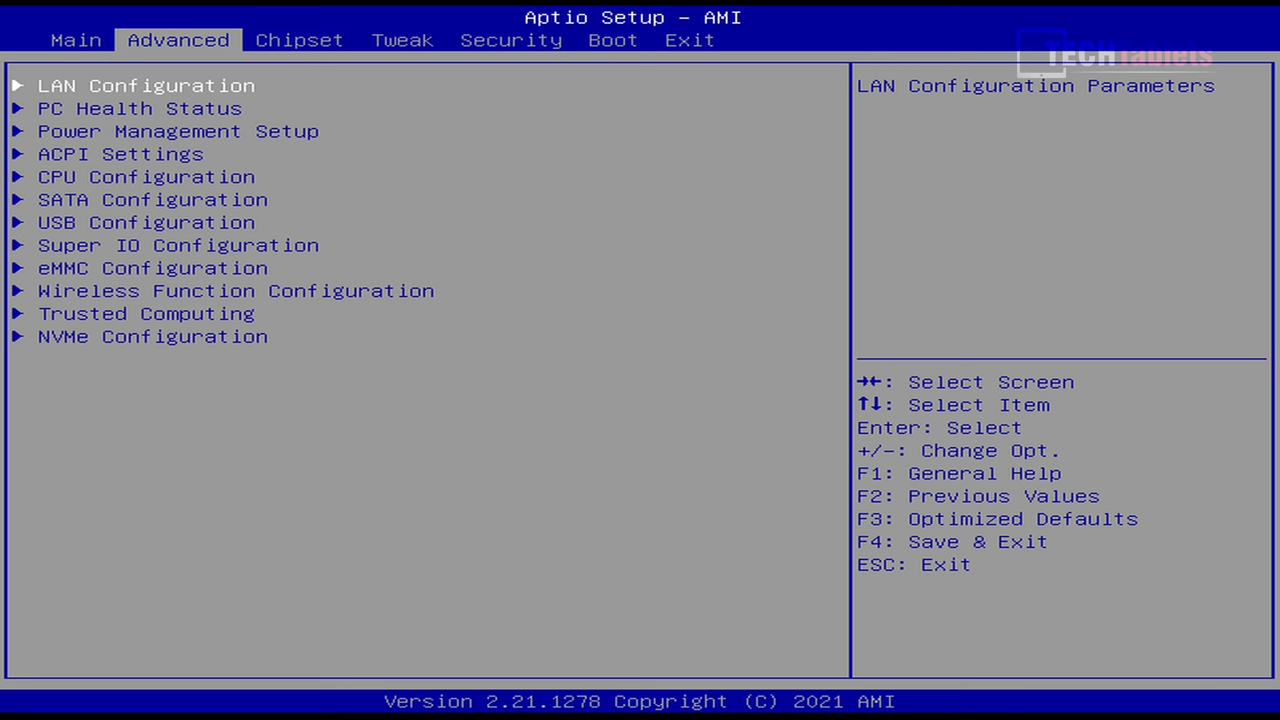 Aptio Setup - AMI
Main Advanced Chipset Tweak Security Boot Exit
TECHTablets
LAN Configuration
PC Health Status
Power Management Setup
ACPI Settings
CPU Configuration
SATA Configuration
USB Configuration
Super IO Configuration
eMMC Configuration
Wireless Function Configuration
Trusted Computing
NVMe Configuration
LAN Configuration Parameters
→←: Select Screen
↑↓: Select Item
Enter: Select
+/-: Change Opt.
F1: General Help
F2: Previous Values
F3: Optimized Defaults
F4: Save & Exit
ESC: Exit
Version 2.21.1278 Copyright (C) 2021 AMI